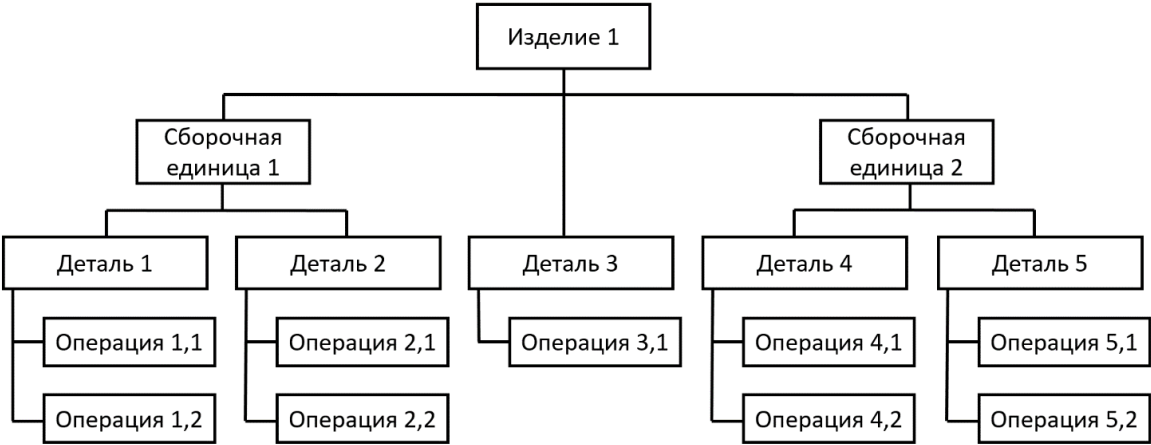 Изделие 1
Сборочная
единица 1
Сборочная
единица 2
Деталь 1
Деталь 2
Деталь 3
Деталь 4
Деталь 5
Операция 1,1
Операция 2,1
Операция 3,1
Операция 4,1
Операция 5,1
Операция 1,2
Операция 2,2
Операция 4,2
Операция 5,2